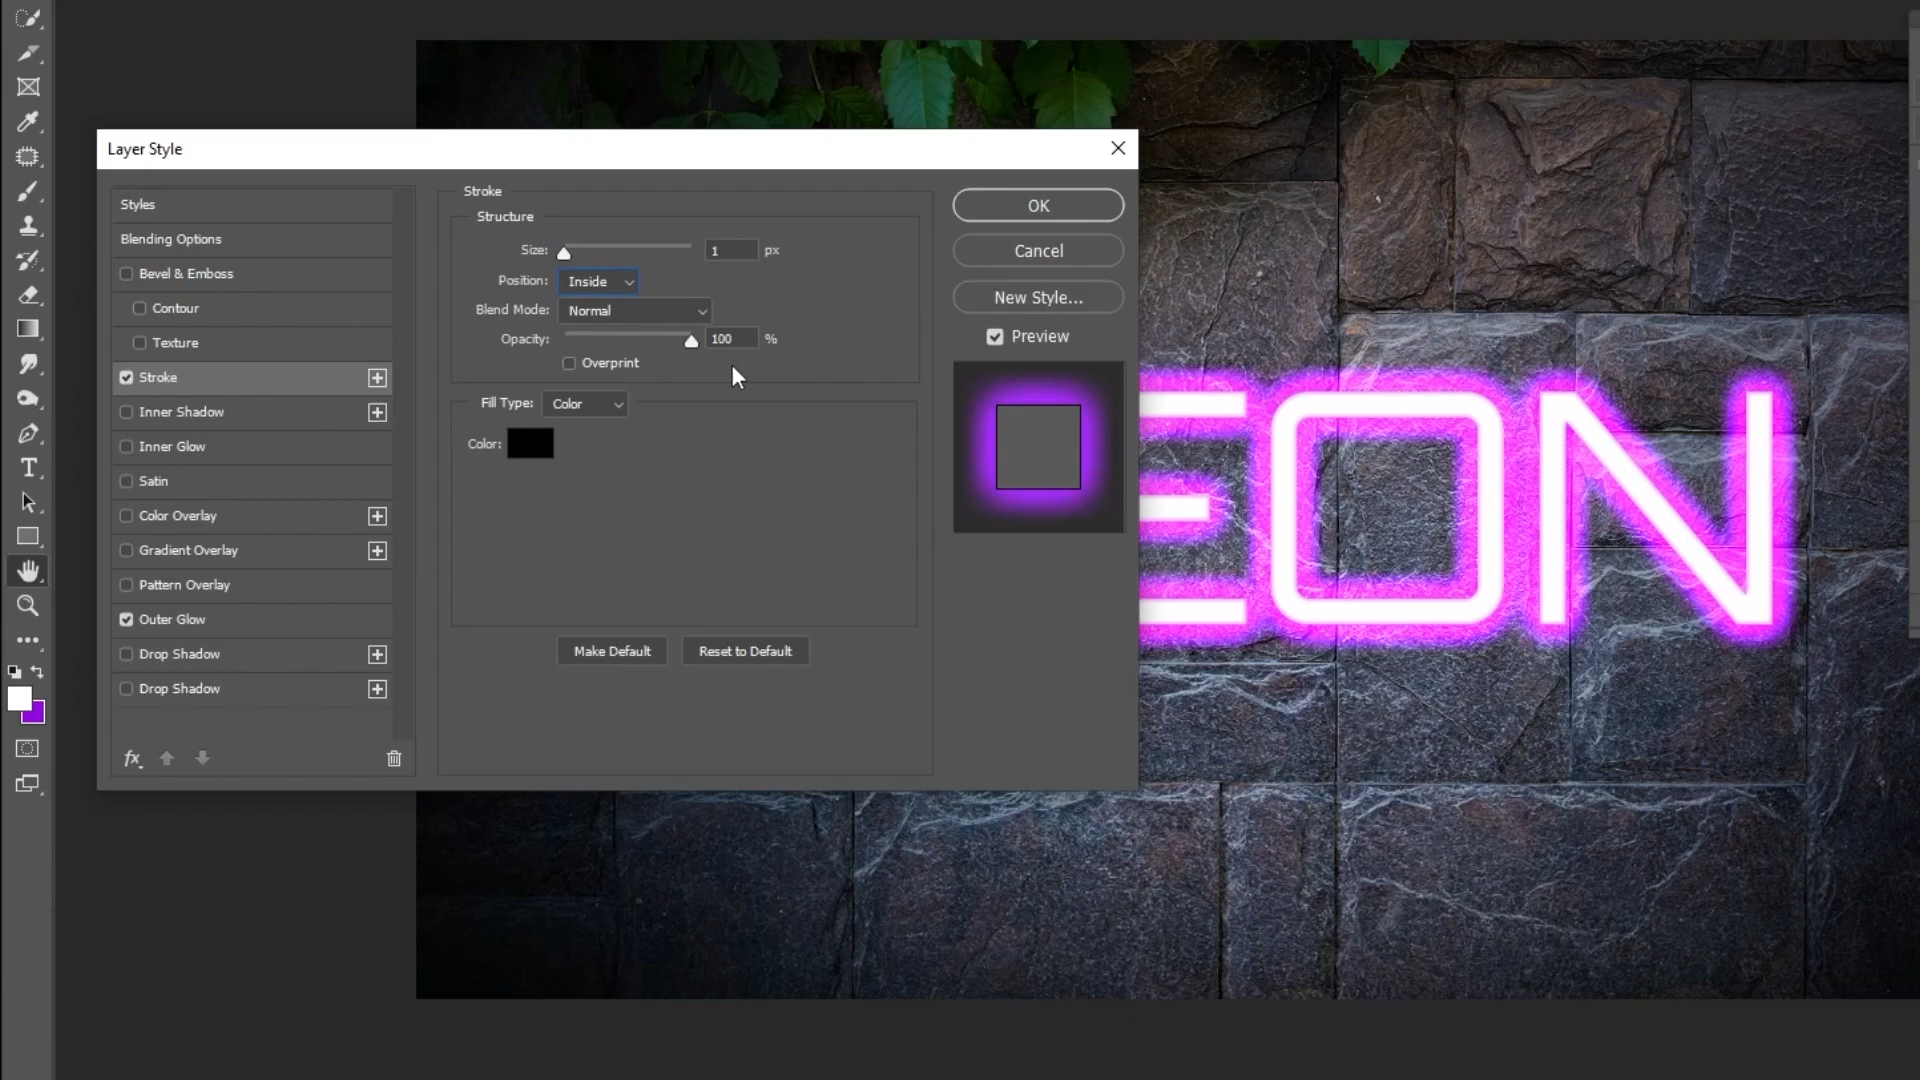 Layer Style
Styles
Blending Options
Bevel & Emboss
Contour
Texture
Stroke
Inner Shadow
Inner Glow
Satin
Color Overlay
Gradient Overlay
Pattern Overlay
Outer Glow
Drop Shadow
Drop Shadow
fx
Stroke
Structure
Size: 1 px
Position: Inside
Blend Mode: Normal
Opacity: 100 %
Overprint
Fill Type: Color
Color:
Make Default Reset to Default
OK
Cancel
New Style...
Preview
EON